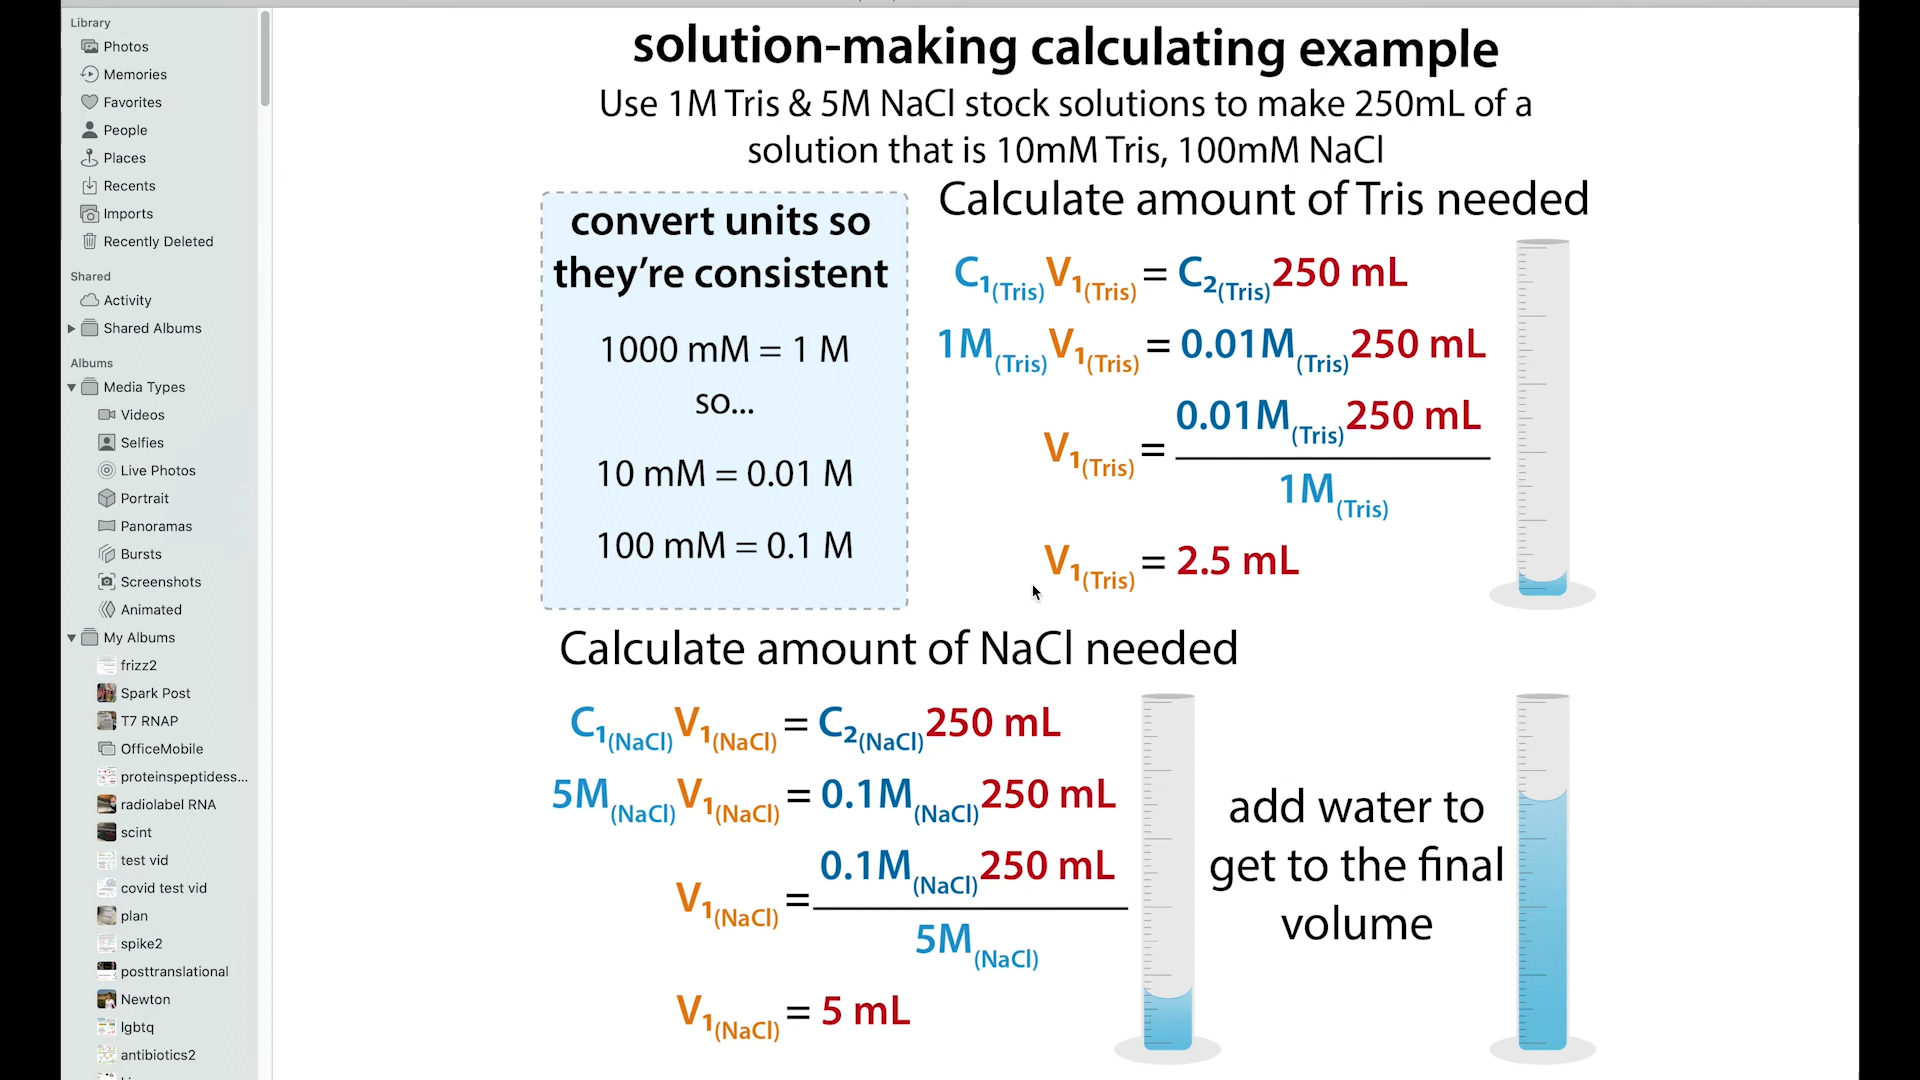 Library
Photos
Memories
Favorites
People
Places
Recents
Imports
Recently Deleted
Shared
Activity
Shared Albums
Albums
Media Types
Videos
Selfies
Live Photos
Portrait
Panoramas
Bursts
Screenshots
Animated
My Albums
frizz2
Spark Post
T7 RNAP
OfficeMobile
proteinspeptidess...
radiolabel RNA
scint
test vid
covid test vid
plan
spike2
posttranslational
Newton
lgbtq
antibiotics2
solution-making calculating example
Use 1M Tris & 5M NaCl stock solutions to make 250mL of a
solution that is 10mM Tris, 100mM NaCl
convert units so
they're consistent
1000 mM = 1 M
so...
10 mM = 0.01 M
100 mM = 0.1 M
Calculate amount of Tris needed
C1(Tris)V1(Tris) = C2(Tris)250 mL
1M(Tris)V1(Tris) = 0.01M(Tris)250 mL
V1(Tris) = 0.01M(Tris)250 mL
1M(Tris)
V1(Tris) = 2.5 mL
Calculate amount of NaCl needed
C1(NaCl)V1(NaCl) = C2(NaCl)250 mL
5M(NaCl)V1(NaCl) = 0.1M(NaCl)250 mL
V1(NaCl) = 0.1M(NaCl)250 mL
5M(NaCl)
V1(NaCl) = 5 mL
add water to
get to the final
volume